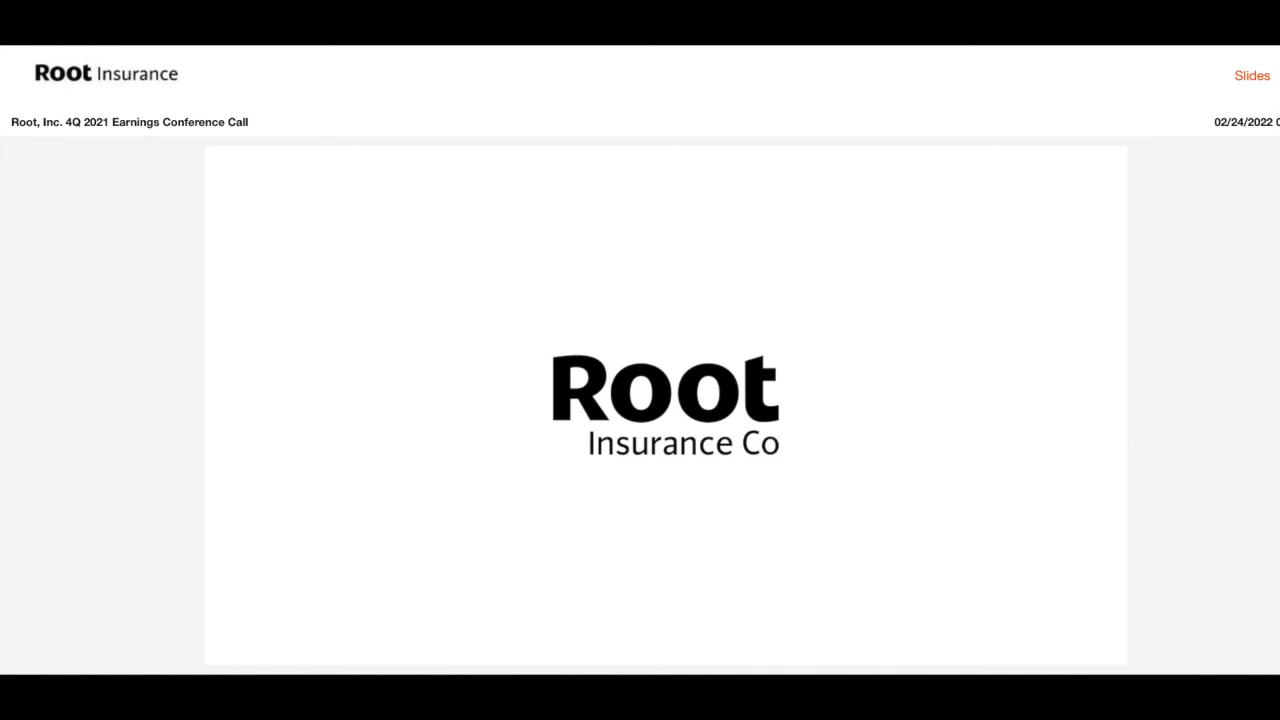 Root Insurance
Slides
Root, Inc. 4Q 2021 Earnings Conference Call
02/24/2022
Root
Insurance Co